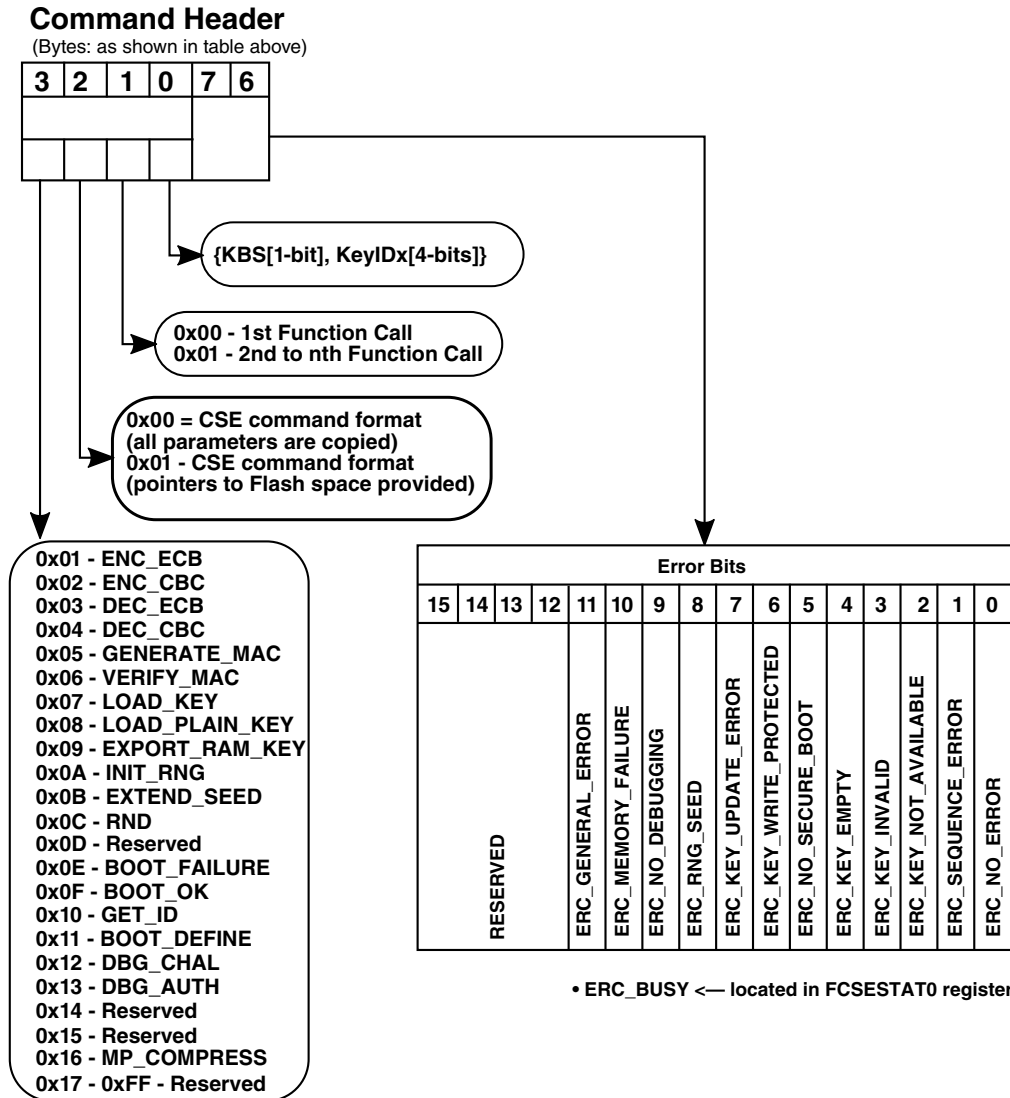 Command Header
(Bytes: as shown in table above)
3 2 1 0 7 6
{KBS[1-bit], KeyIDx[4-bits]}
0x00 - 1st Function Call
0x01 - 2nd to nth Function Call
0x00 = CSE command format
(all parameters are copied)
0x01 - CSE command format
(pointers to Flash space provided)
0x01 - ENC_ECB
0x02 - ENC_CBC
0x03 - DEC_ECB
0x04 - DEC_CBC
0x05 - GENERATE_MAC
0x06 - VERIFY_MAC
0x07 - LOAD_KEY
0x08 - LOAD_PLAIN_KEY
0x09 - EXPORT_RAM_KEY
0x0A - INIT_RNG
0x0B - EXTEND_SEED
0x0C - RND
0x0D - Reserved
0x0E - BOOT_FAILURE
0x0F - BOOT_OK
0x10 - GET_ID
0x11 - BOOT_DEFINE
0x12 - DBG_CHAL
0x13 - DBG_AUTH
0x14 - Reserved
0x15 - Reserved
0x16 - MP_COMPRESS
0x17 - 0xFF - Reserved
Error Bits
15 14 13 12 11 10 9 8 7 6 5 4 3 2 1 0
RESERVED
ERC_GENERAL_ERROR
ERC_MEMORY_FAILURE
ERC_NO_DEBUGGING
ERC_RNG_SEED
ERC_KEY_UPDATE_ERROR
ERC_KEY_WRITE_PROTECTED
ERC_NO_SECURE_BOOT
ERC_KEY_EMPTY
ERC_KEY_INVALID
ERC_KEY_NOT_AVAILABLE
ERC_SEQUENCE_ERROR
ERC_NO_ERROR
• ERC_BUSY <— located in FCSESTAT0 register